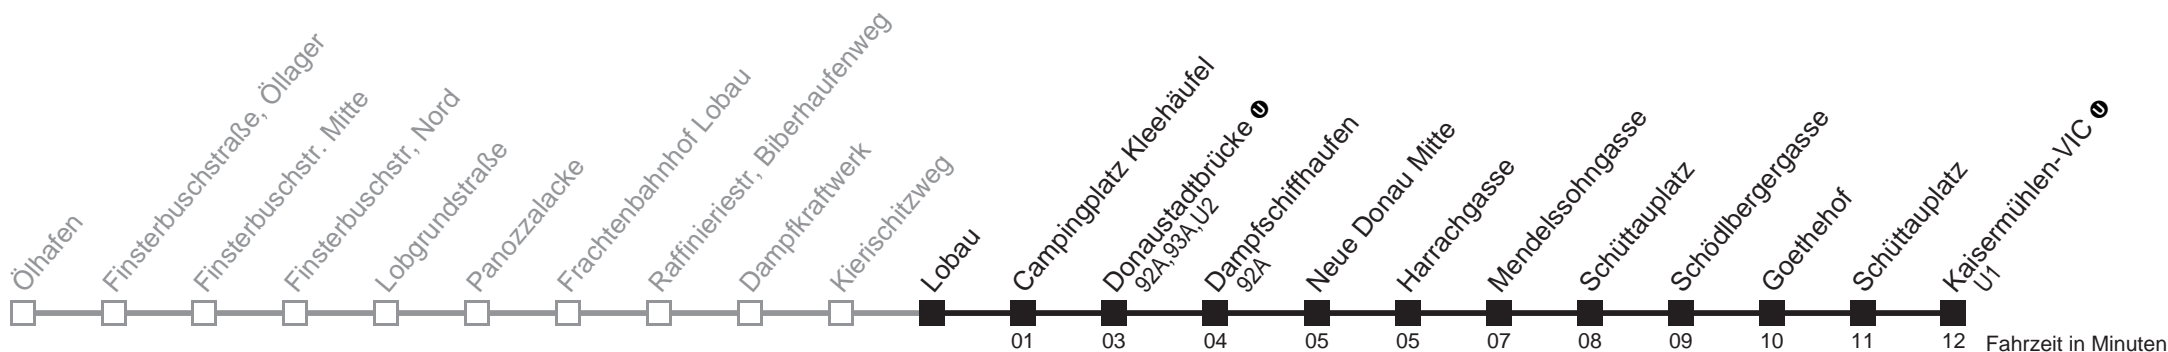 Ölhafen
Finsterbuschstraße, Öllager
Finsterbuschstr. Mitte
Finsterbuschstr, Nord
Lobgrundstraße
Panozzalacke
Frachtenbahnhof Lobau
Raffinieriestr, Biberhaufenweg
Dampfkraftwerk
Kierischitzweg
Lobau
Campingplatz Kleehäufel
Donaustadtbrücke U
92A,93A,U2
Dampfschiffhaufen
92A
Neue Donau Mitte
Harrachgasse
Mendelssohngasse
Schüttauplatz
Schödlbergergasse
Goethehof
Schüttauplatz
Kaisermühlen-VIC U
U1
01 03 04 05 05 07 08 09 10 11 12 Fahrzeit in Minuten